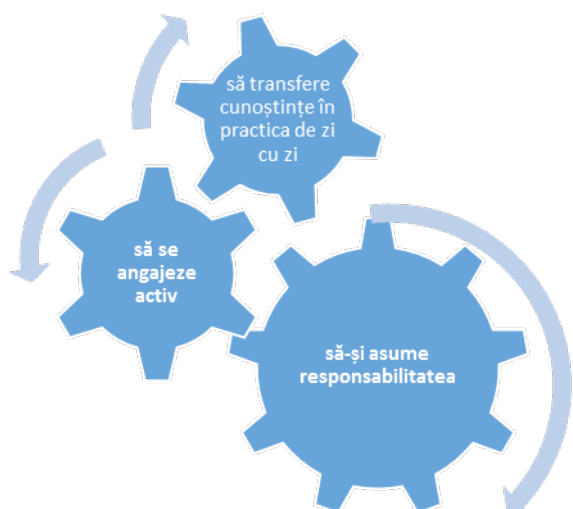 să transfere
cunoștințe în
practica de zi
cu zi
să se
angajeze
activ
să-și asume
responsabilitatea